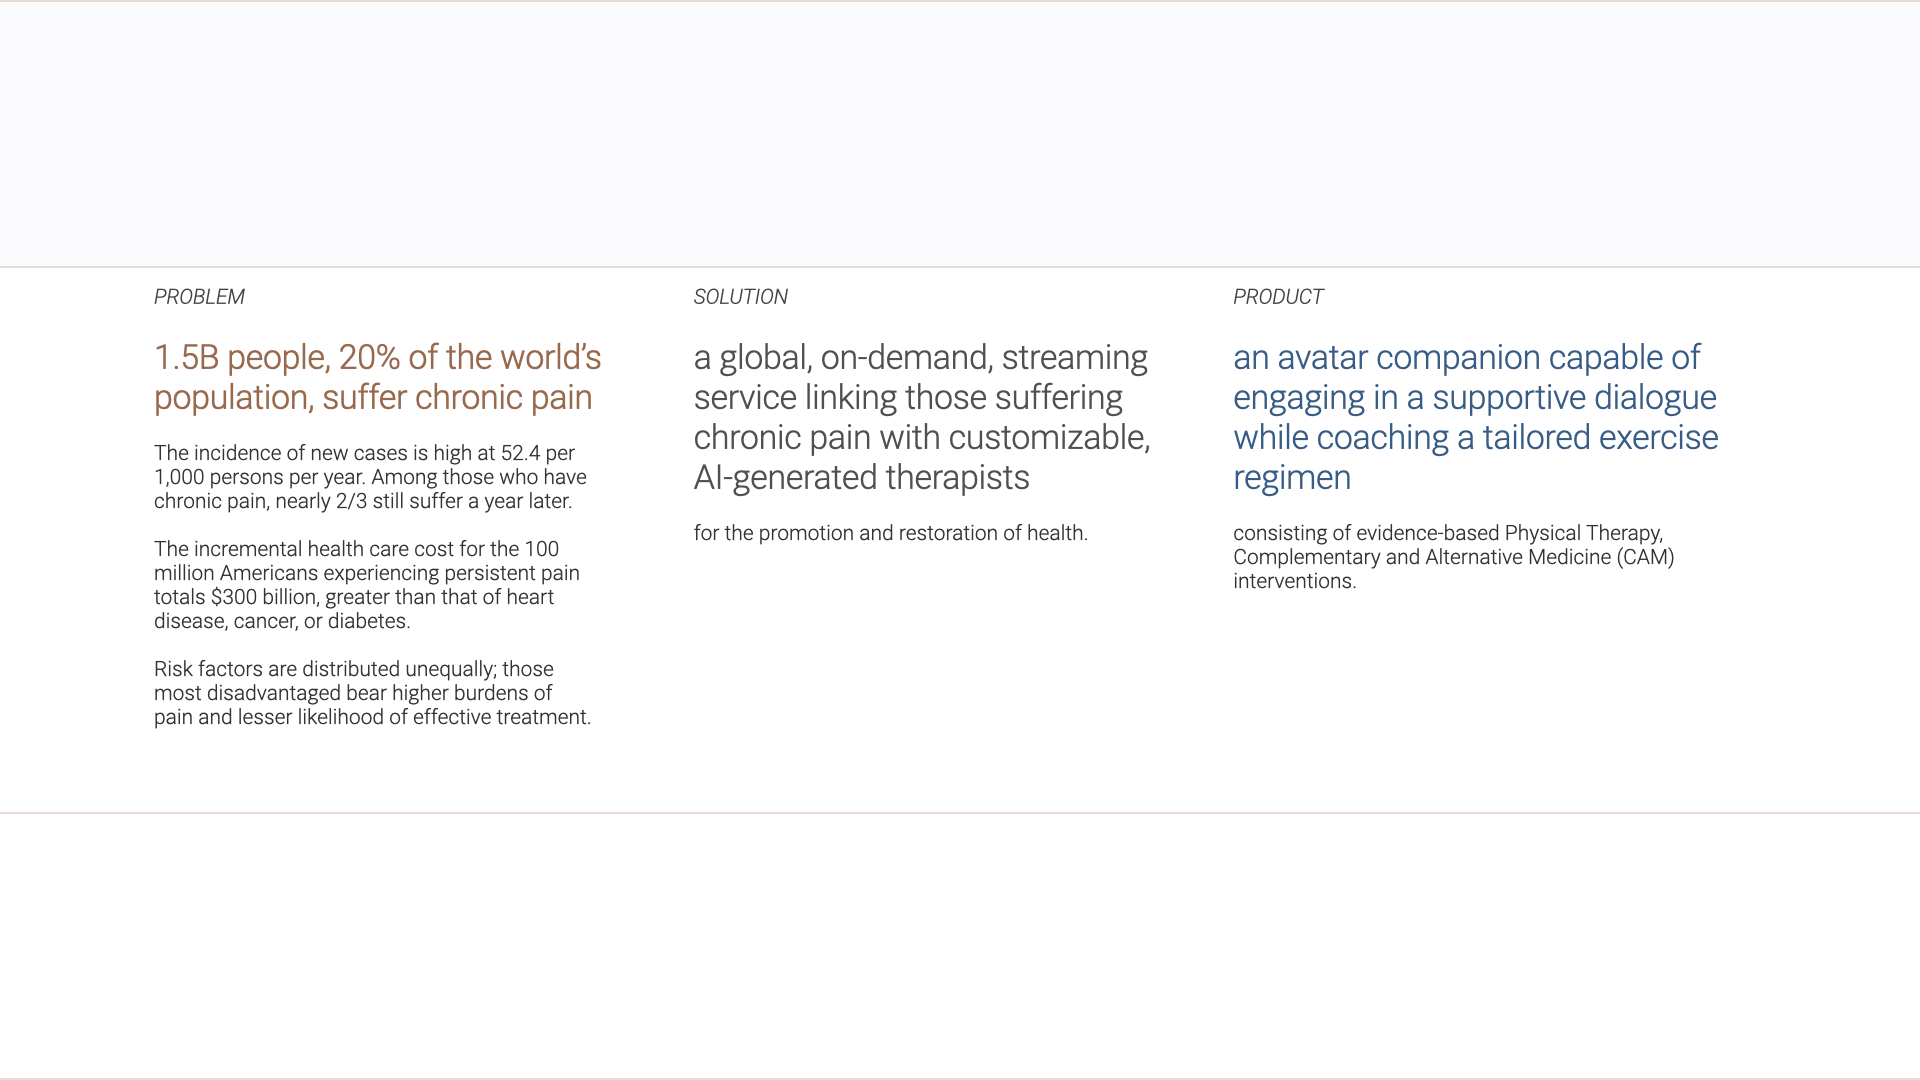 PROBLEM
1.5B people, 20% of the world’s
population, suffer chronic pain
The incidence of new cases is high at 52.4 per
1,000 persons per year. Among those who have
chronic pain, nearly 2/3 still suffer a year later.
The incremental health care cost for the 100
million Americans experiencing persistent pain
totals $300 billion, greater than that of heart
disease, cancer, or diabetes.
Risk factors are distributed unequally; those
most disadvantaged bear higher burdens of
pain and lesser likelihood of effective treatment.
SOLUTION
a global, on-demand, streaming
service linking those suffering
chronic pain with customizable,
AI-generated therapists
for the promotion and restoration of health.
PRODUCT
an avatar companion capable of
engaging in a supportive dialogue
while coaching a tailored exercise
regimen
consisting of evidence-based Physical Therapy,
Complementary and Alternative Medicine (CAM)
interventions.